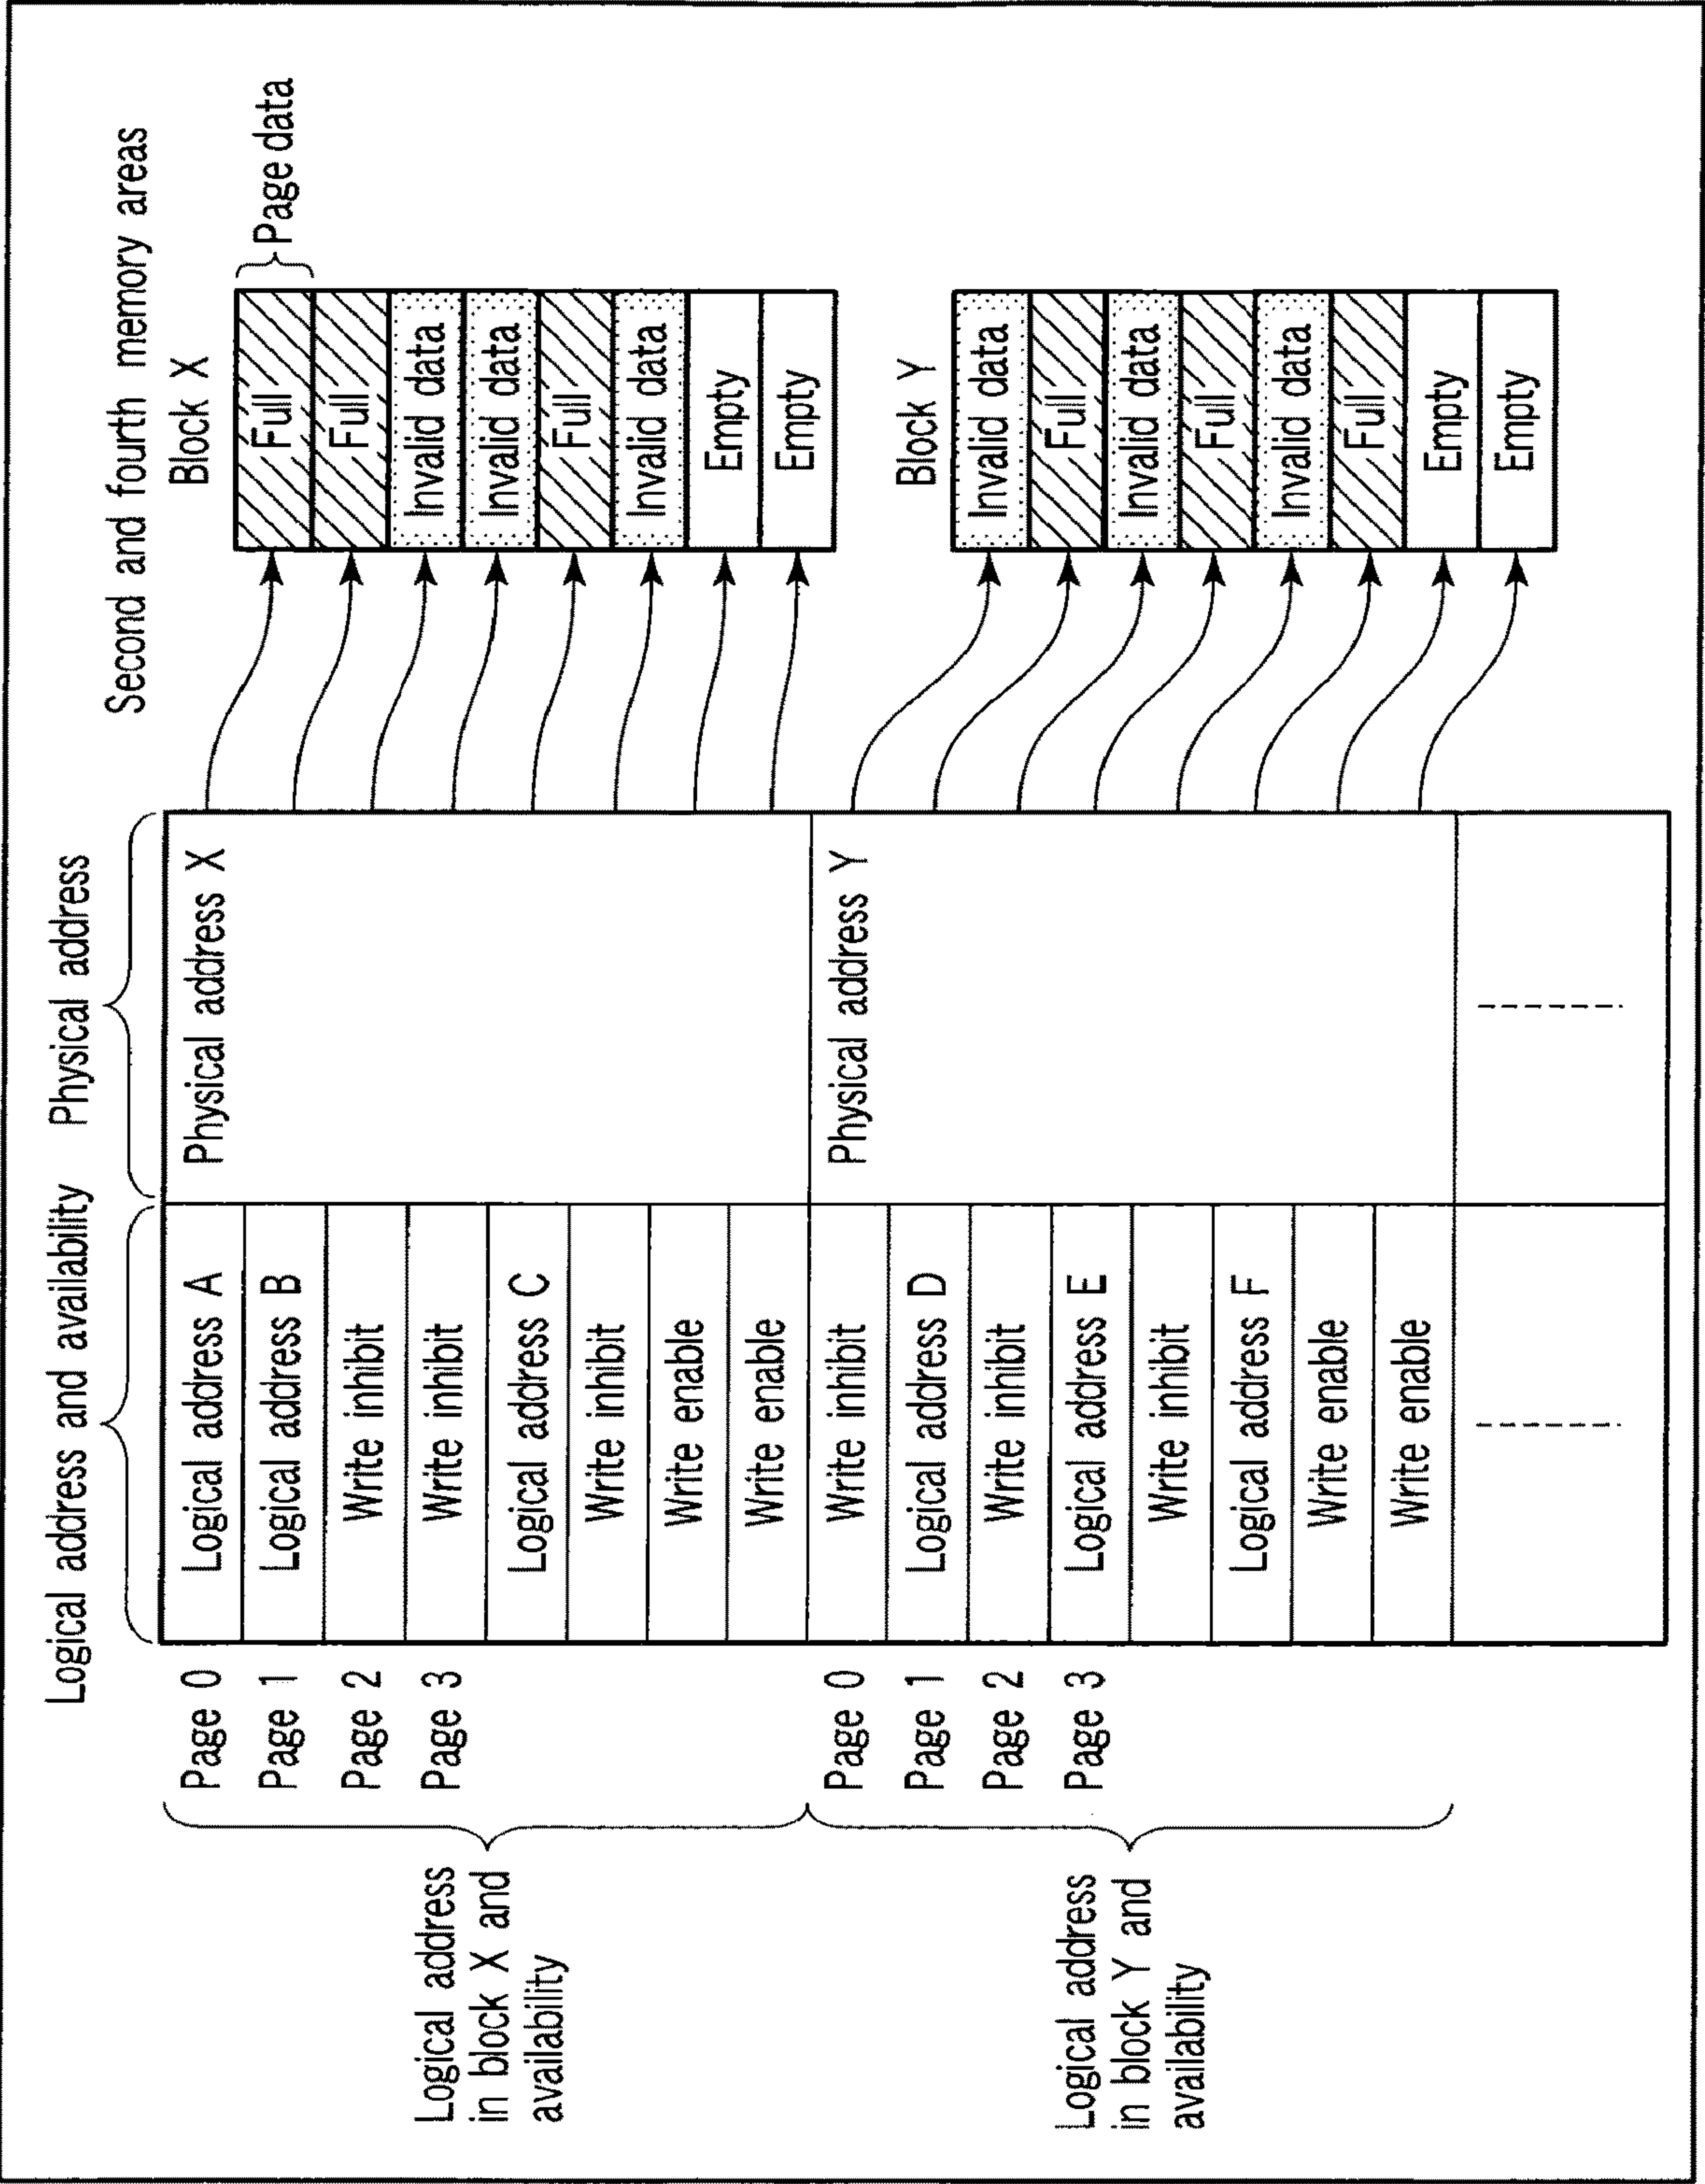 Logical address and availability
Physical address
Second and fourth memory areas
Logical address
in block X and
availability
Page 0
Page 1
Page 2
Page 3
Logical address A
Logical address B
Write inhibit
Write inhibit
Logical address C
Write inhibit
Write enable
Write enable
Physical address X
Block X
Page data
Full
Full
Invalid data
Invalid data
Full
Invalid data
Empty
Empty
Logical address
in block Y and
availability
Page 0
Page 1
Page 2
Page 3
Write inhibit
Logical address D
Write inhibit
Logical address E
Write inhibit
Logical address F
Write enable
Write enable
Physical address Y
Block Y
Invalid data
Full
Invalid data
Full
Invalid data
Full
Empty
Empty